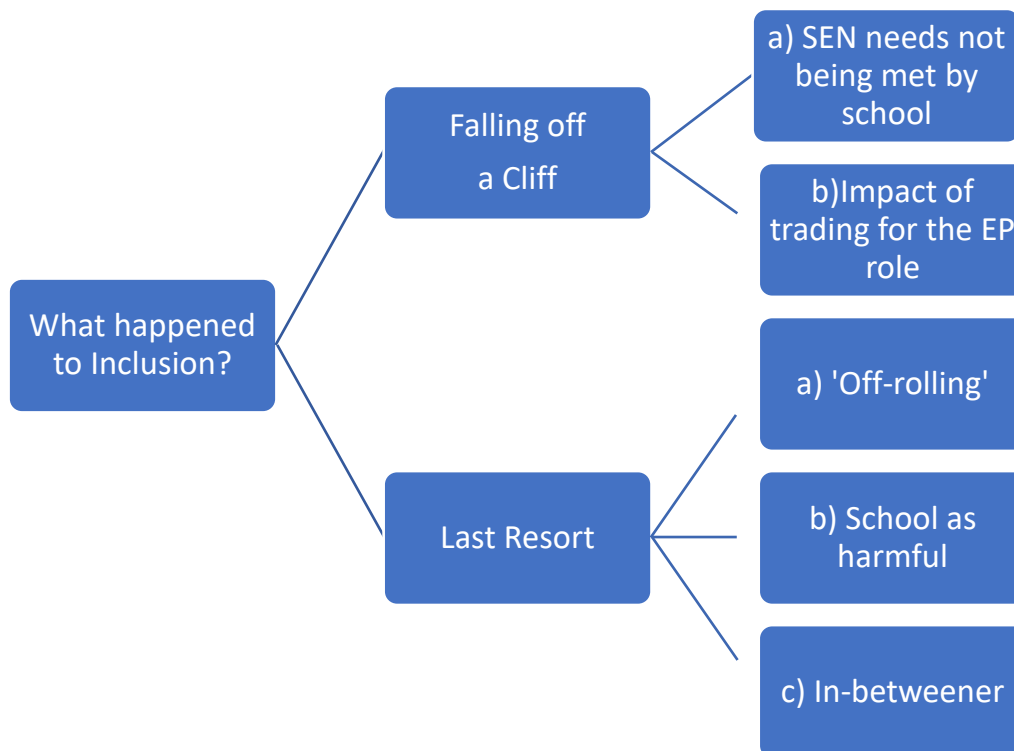 What happened
to Inclusion?
Falling off
a Cliff
a) SEN needs not
being met by
school
b)Impact of
trading for the EP
role
Last Resort
a) 'Off-rolling'
b) School as
harmful
c) In-betweener